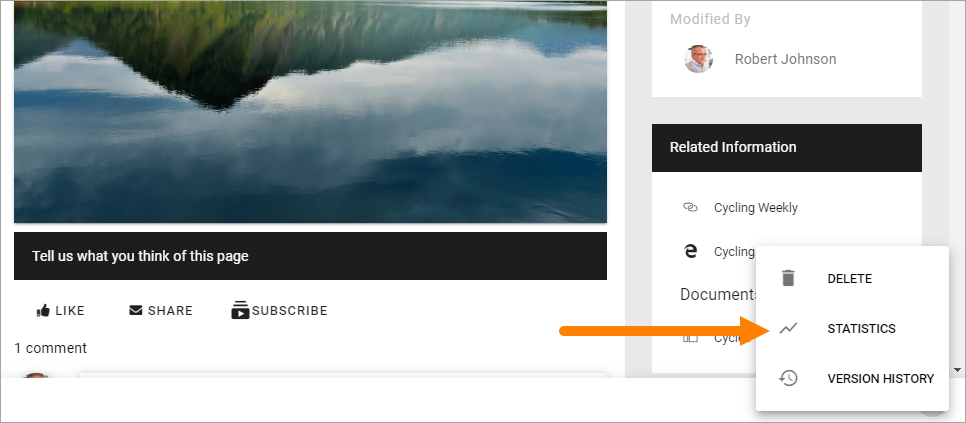 Modified By
Robert Johnson
Related Information
Cycling Weekly
Cycling
Documents
Tell us what you think of this page
LIKE
SHARE
SUBSCRIBE
1 comment
DELETE
STATISTICS
VERSION HISTORY